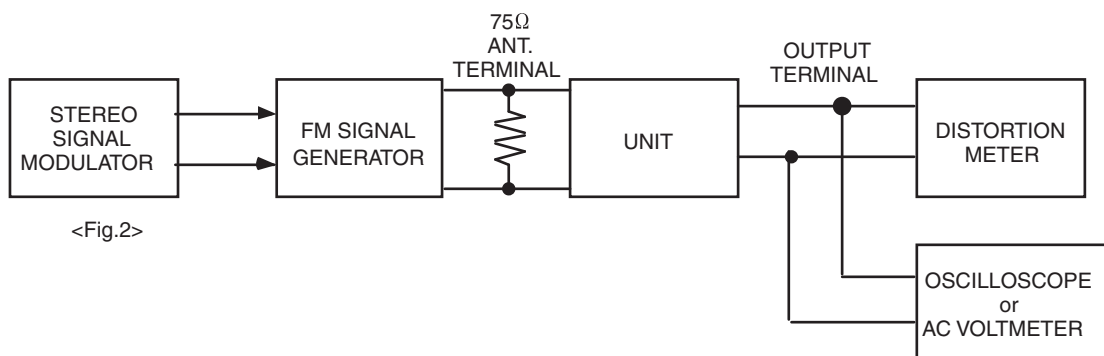 75Ω
ANT.
TERMINAL
OUTPUT
TERMINAL
STEREO
SIGNAL
MODULATOR
FM SIGNAL
GENERATOR
UNIT
DISTORTION
METER
<Fig.2>
OSCILLOSCOPE
or
AC VOLTMETER